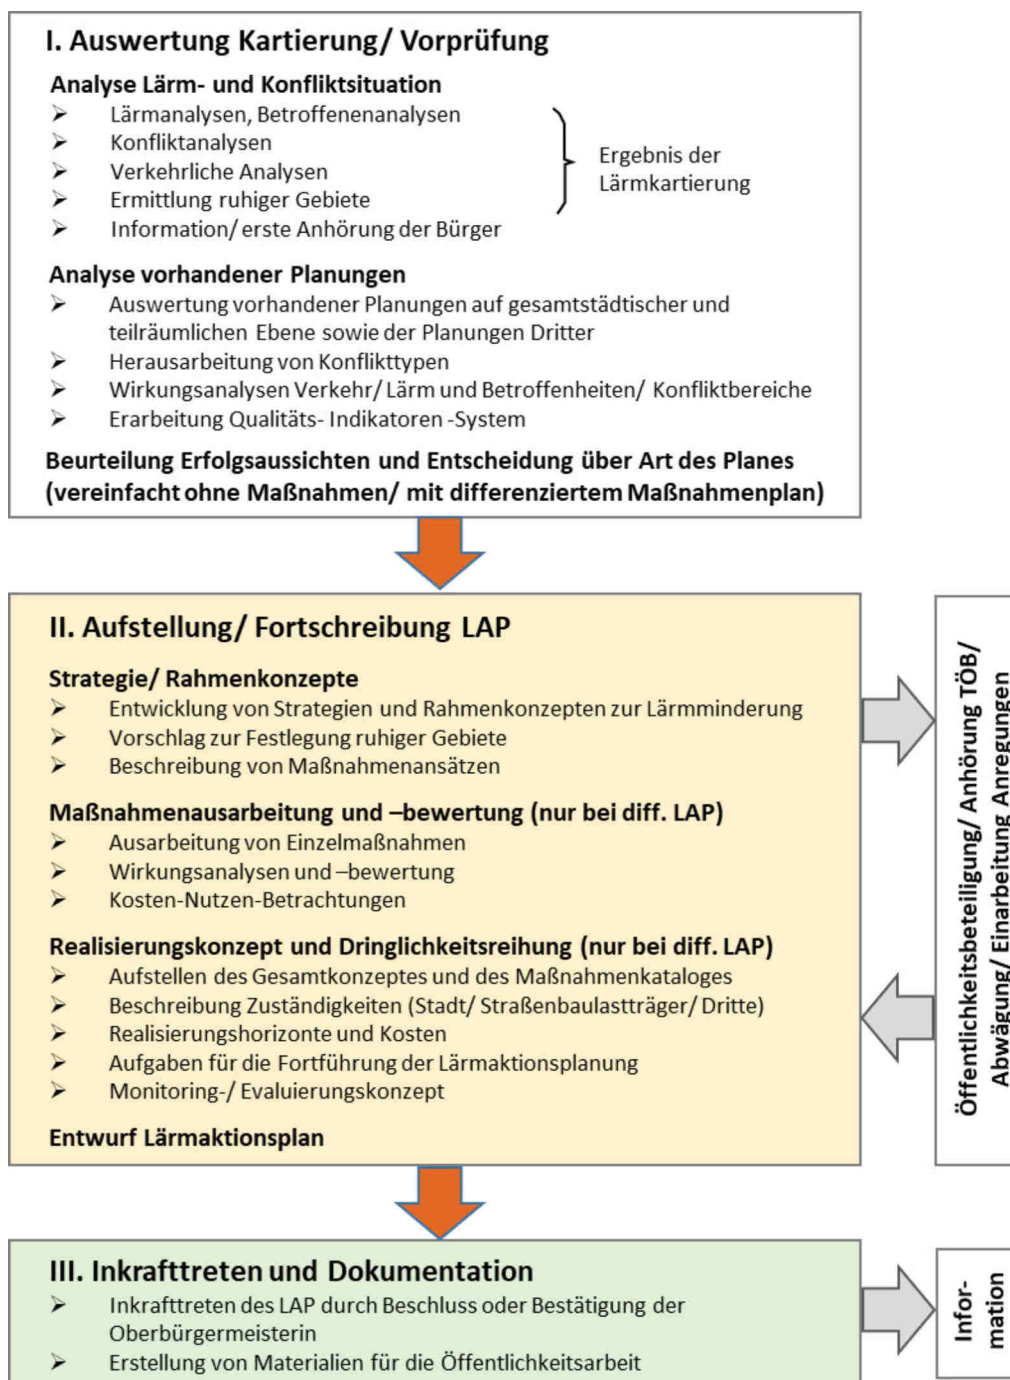 I. Auswertung Kartierung/ Vorprüfung
Analyse Lärm- und Konfliktsituation
➢ Lärmanalysen, Betroffenenanalysen
➢ Konfliktanalysen
➢ Verkehrliche Analysen
➢ Ermittlung ruhiger Gebiete
➢ Information/ erste Anhörung der Bürger
Ergebnis der
Lärmkartierung
Analyse vorhandener Planungen
➢ Auswertung vorhandener Planungen auf gesamtstädtischer und
teilräumlichen Ebene sowie der Planungen Dritter
➢ Herausarbeitung von Konflikttypen
➢ Wirkungsanalysen Verkehr/ Lärm und Betroffenheiten/ Konfliktbereiche
➢ Erarbeitung Qualitäts- Indikatoren -System
Beurteilung Erfolgsaussichten und Entscheidung über Art des Planes
(vereinfacht ohne Maßnahmen/ mit differenziertem Maßnahmenplan)
II. Aufstellung/ Fortschreibung LAP
Strategie/ Rahmenkonzepte
➢ Entwicklung von Strategien und Rahmenkonzepten zur Lärmminderung
➢ Vorschlag zur Festlegung ruhiger Gebiete
➢ Beschreibung von Maßnahmenansätzen
Maßnahmenausarbeitung und –bewertung (nur bei diff. LAP)
➢ Ausarbeitung von Einzelmaßnahmen
➢ Wirkungsanalysen und –bewertung
➢ Kosten-Nutzen-Betrachtungen
Realisierungskonzept und Dringlichkeitsreihung (nur bei diff. LAP)
➢ Aufstellen des Gesamtkonzeptes und des Maßnahmenkataloges
➢ Beschreibung Zuständigkeiten (Stadt/ Straßenbaulastträger/ Dritte)
➢ Realisierungshorizonte und Kosten
➢ Aufgaben für die Fortführung der Lärmaktionsplanung
➢ Monitoring-/ Evaluierungskonzept
Entwurf Lärmaktionsplan
Öffentlichkeitsbeteiligung/ Anhörung TÖB/
Abwägung/ Einarbeitung Anregungen
III. Inkrafttreten und Dokumentation
➢ Inkrafttreten des LAP durch Beschluss oder Bestätigung der
Oberbürgermeisterin
➢ Erstellung von Materialien für die Öffentlichkeitsarbeit
Infor-
mation